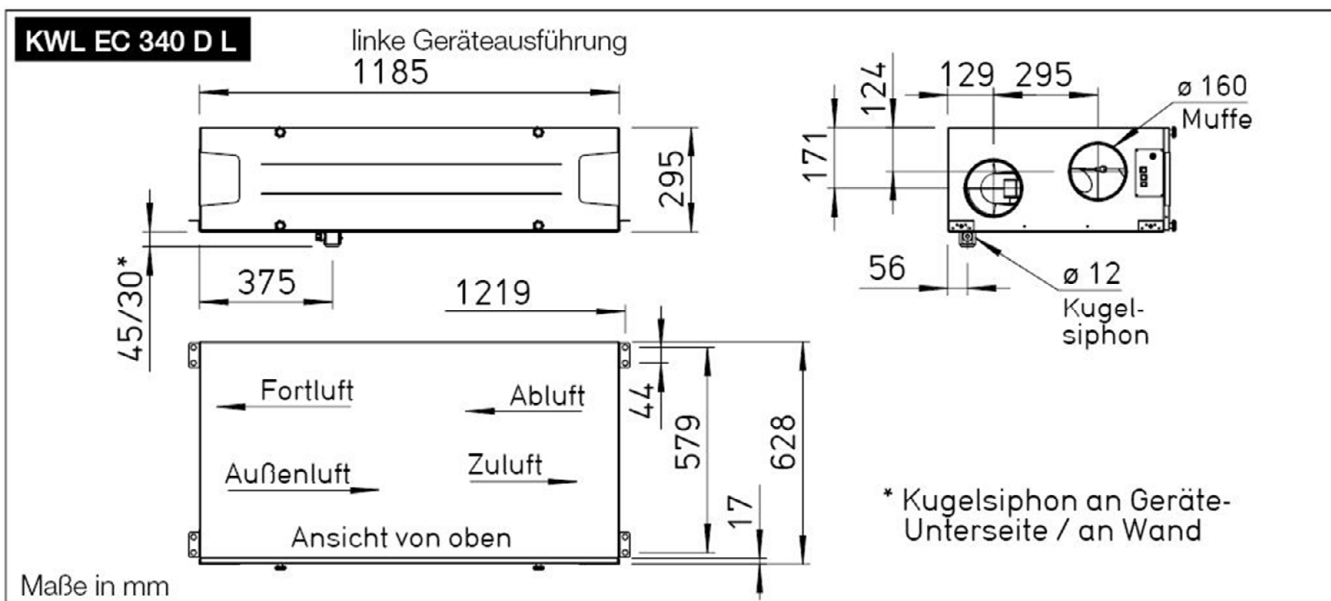 KWL EC 340 D L
linke Geräteausführung
1185
295
45/30*
375
129
295
124
171
ø 160
Muffe
56
ø 12
Kugel-
siphon
1219
Fortluft
Abluft
Außenluft
Zuluft
Ansicht von oben
44
579
628
17
* Kugelsiphon an Geräte-
Unterseite / an Wand
Maße in mm